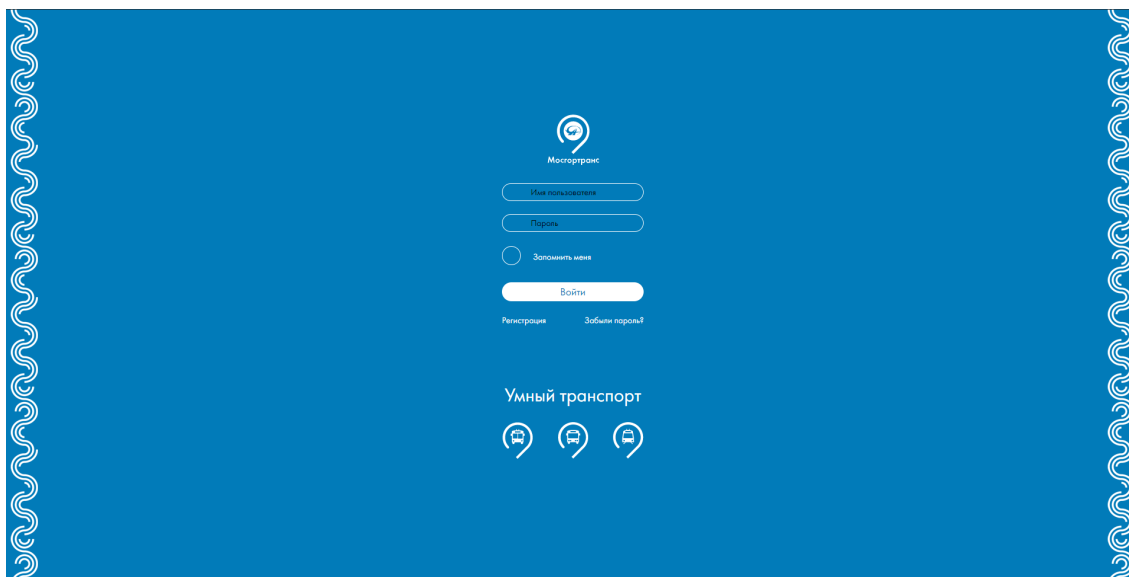 Мосгортранс
Имя пользователя
Пароль
Запомнить меня
Войти
Регистрация Забыли пароль?
Умный транспорт